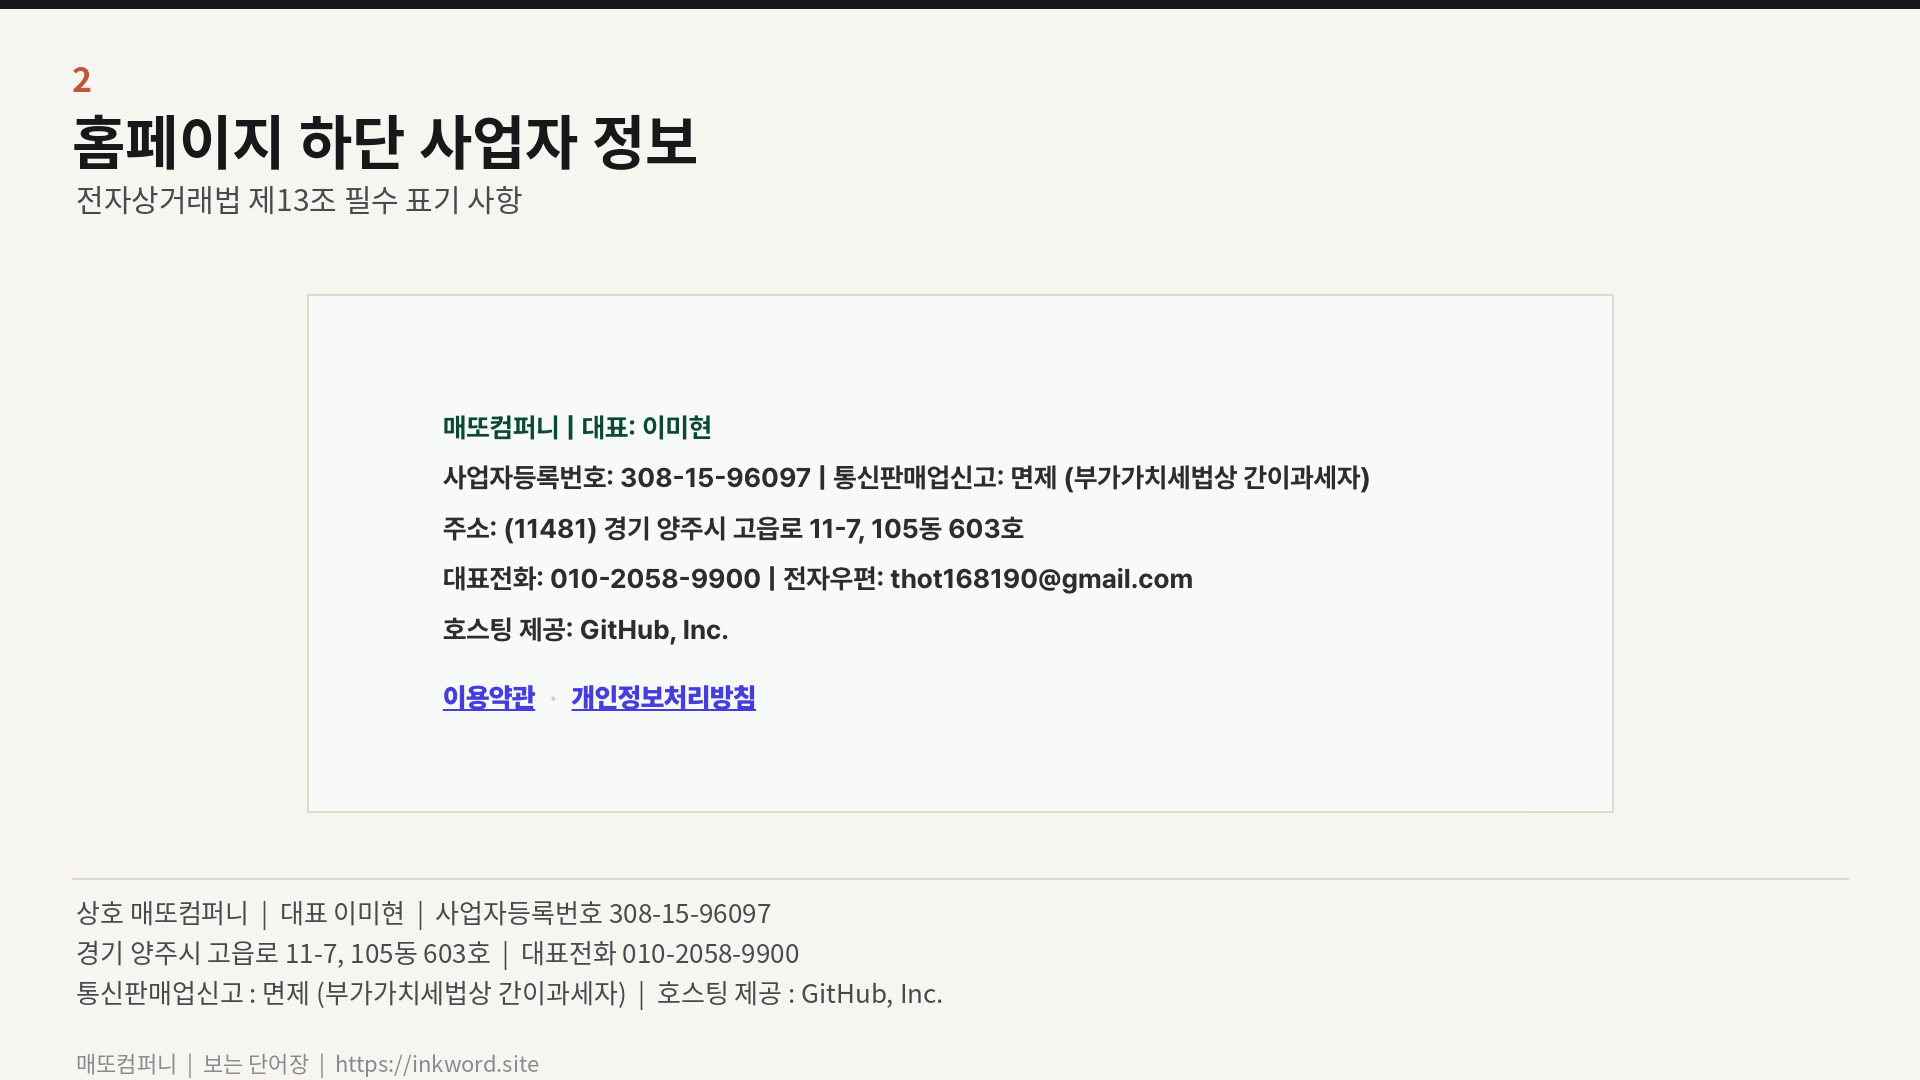 2
홈페이지 하단 사업자 정보
전자상거래법 제13조 필수 표기 사항
매또컴퍼니 | 대표: 이미현
사업자등록번호: 308-15-96097 | 통신판매업신고: 면제 (부가가치세법상 간이과세자)
주소: (11481) 경기 양주시 고읍로 11-7, 105동 603호
대표전화: 010-2058-9900 | 전자우편: thot168190@gmail.com
호스팅 제공: GitHub, Inc.
이용약관 · 개인정보처리방침
상호 매또컴퍼니 | 대표 이미현 | 사업자등록번호 308-15-96097
경기 양주시 고읍로 11-7, 105동 603호 | 대표전화 010-2058-9900
통신판매업신고 : 면제 (부가가치세법상 간이과세자) | 호스팅 제공 : GitHub, Inc.
매또컴퍼니 | 보는 단어장 | https://inkword.site